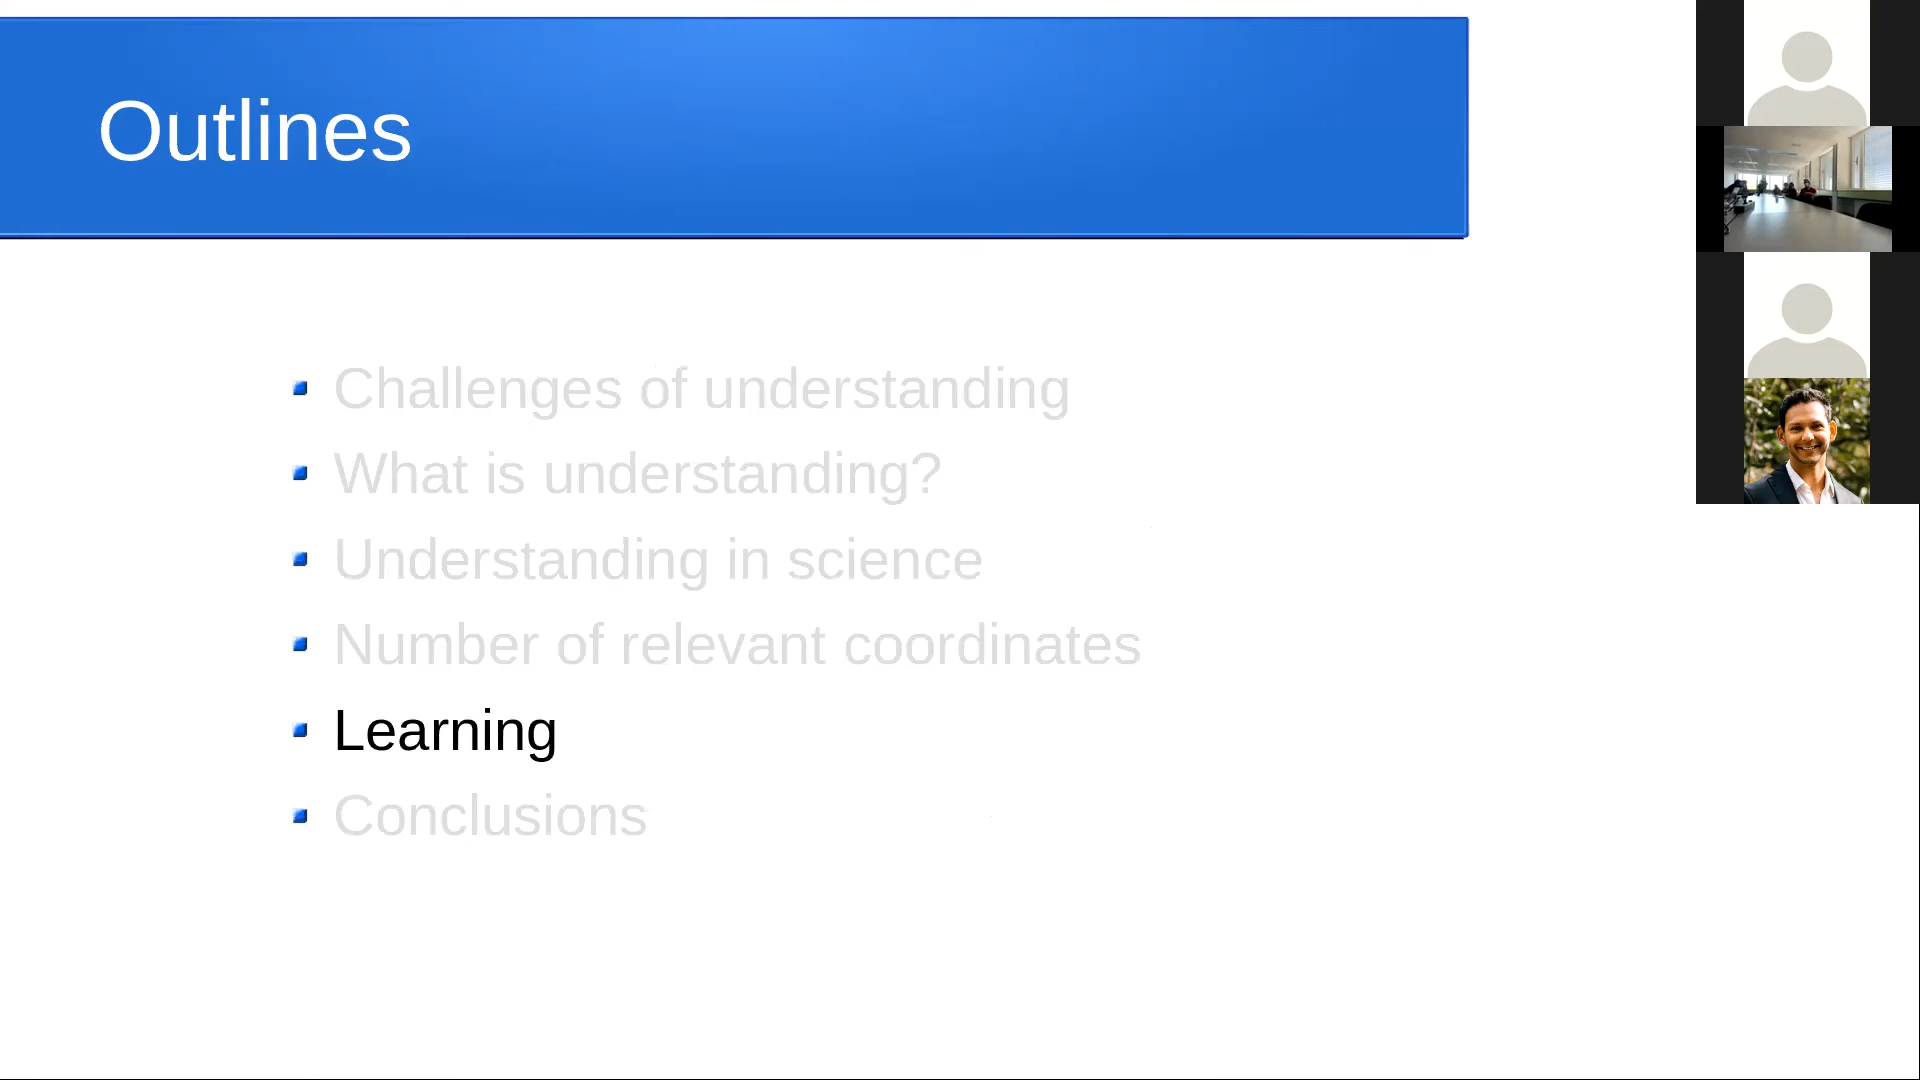 Outlines
Challenges of understanding
What is understanding?
Understanding in science
Number of relevant coordinates
Learning
Conclusions